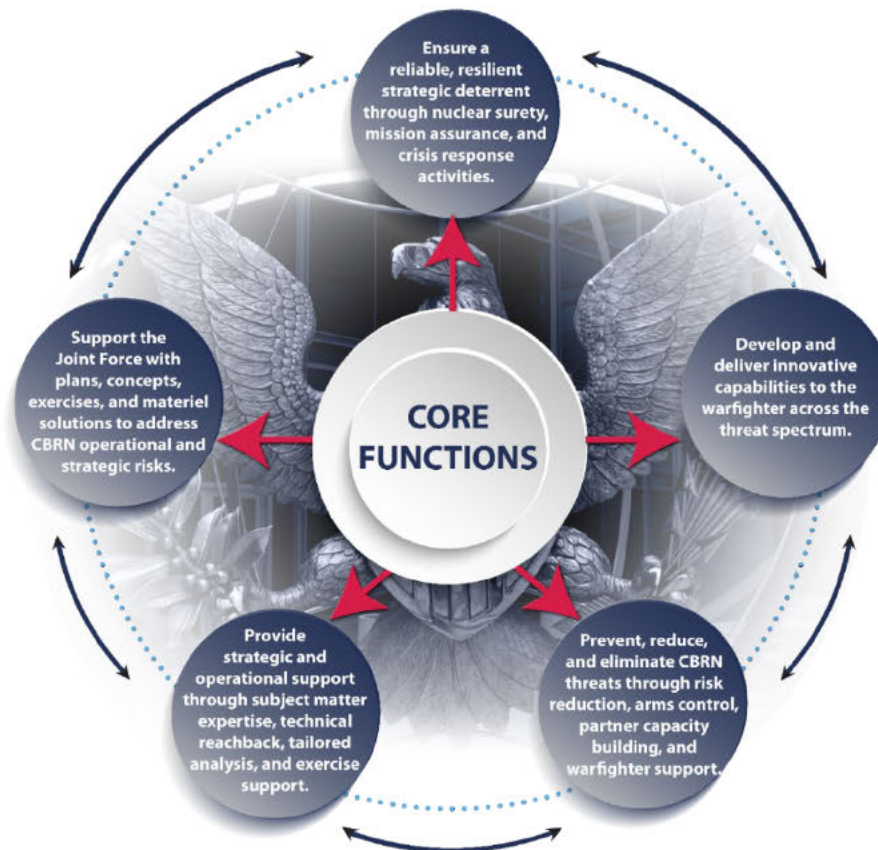 Ensure a
reliable, resilient
strategic deterrent
through nuclear surety,
mission assurance, and
crisis response
activities.
Support the
Joint Force with
plans, concepts,
exercises, and materiel
solutions to address
CBRN operational and
strategic risks.
CORE
FUNCTIONS
Develop and
deliver innovative
capabilities to the
warfighter across the
threat spectrum.
Provide
strategic and
operational support
through subject matter
expertise, technical
reachback, tailored
analysis, and exercise
support.
Prevent, reduce,
and eliminate CBRN
threats through risk
reduction, arms control,
partner capacity
building, and
warfighter support.